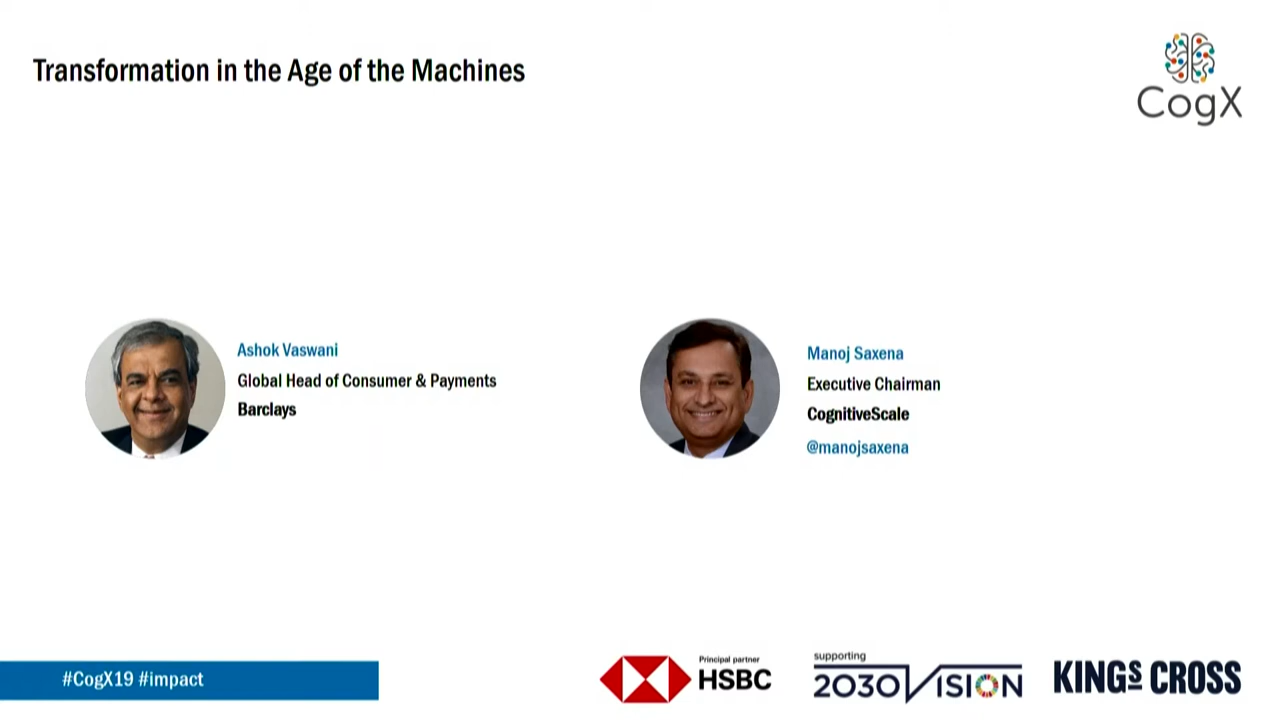 Transformation in the Age of the Machines
CogX
Ashok Vaswani
Global Head of Consumer & Payments
Barclays
Manoj Saxena
Executive Chairman
CognitiveScale
@manojsaxena
#CogX19 #impact
Principal partner
HSBC
supporting
2030VISION
KINGS CROSS